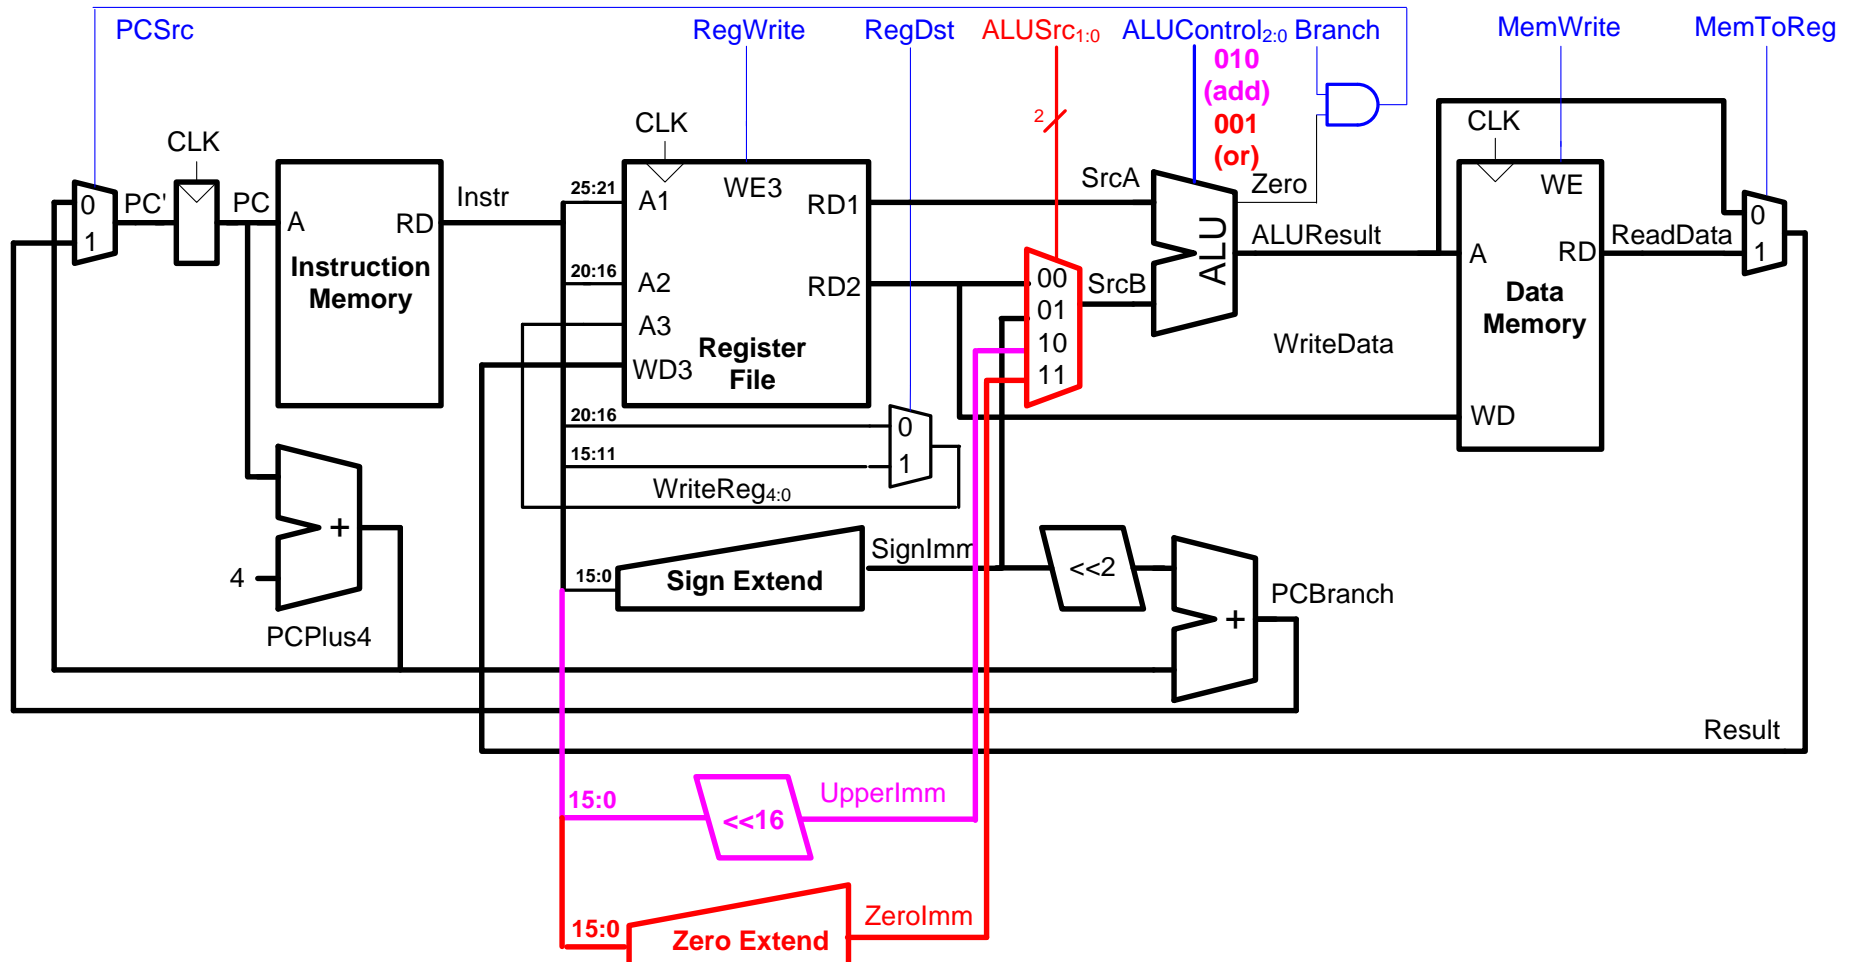 PCSrc
RegWrite
RegDst
ALUSrc1:0
ALUControl2:0
Branch
MemWrite
MemToReg
010
(add)
001
(or)
2
CLK
CLK
CLK
0
1
PC'
PC
A
RD
Instruction
Memory
Instr
25:21
20:16
A1
A2
A3
WD3
WE3
RD1
RD2
Register
File
SrcA
SrcB
00
01
10
11
ALU
Zero
ALUResult
WriteData
A
RD
WE
WD
Data
Memory
ReadData
0
1
20:16
15:11
0
1
WriteReg4:0
4
+
PCPlus4
15:0
Sign Extend
SignImm
<<2
+
PCBranch
Result
15:0
<<16
UpperImm
15:0
Zero Extend
ZeroImm